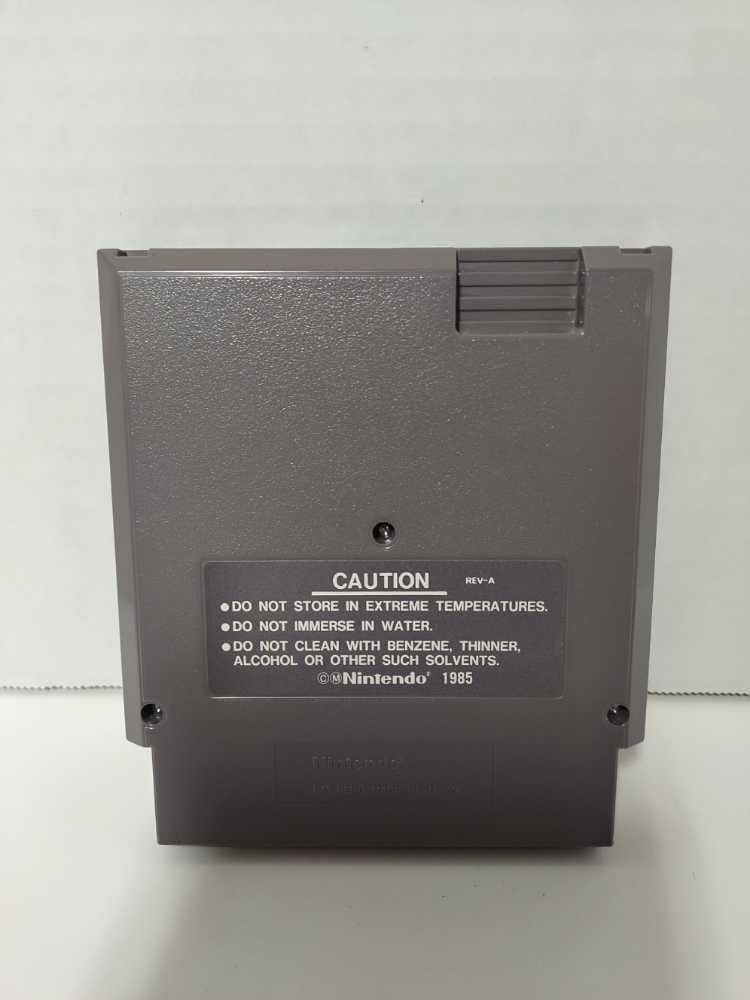 CAUTION REV-A
●DO NOT STORE IN EXTREME TEMPERATURES.
●DO NOT IMMERSE IN WATER.
●DO NOT CLEAN WITH BENZENE, THINNER,
ALCOHOL OR OTHER SUCH SOLVENTS.
©ⓂNintendo® 1985
Nintendo®